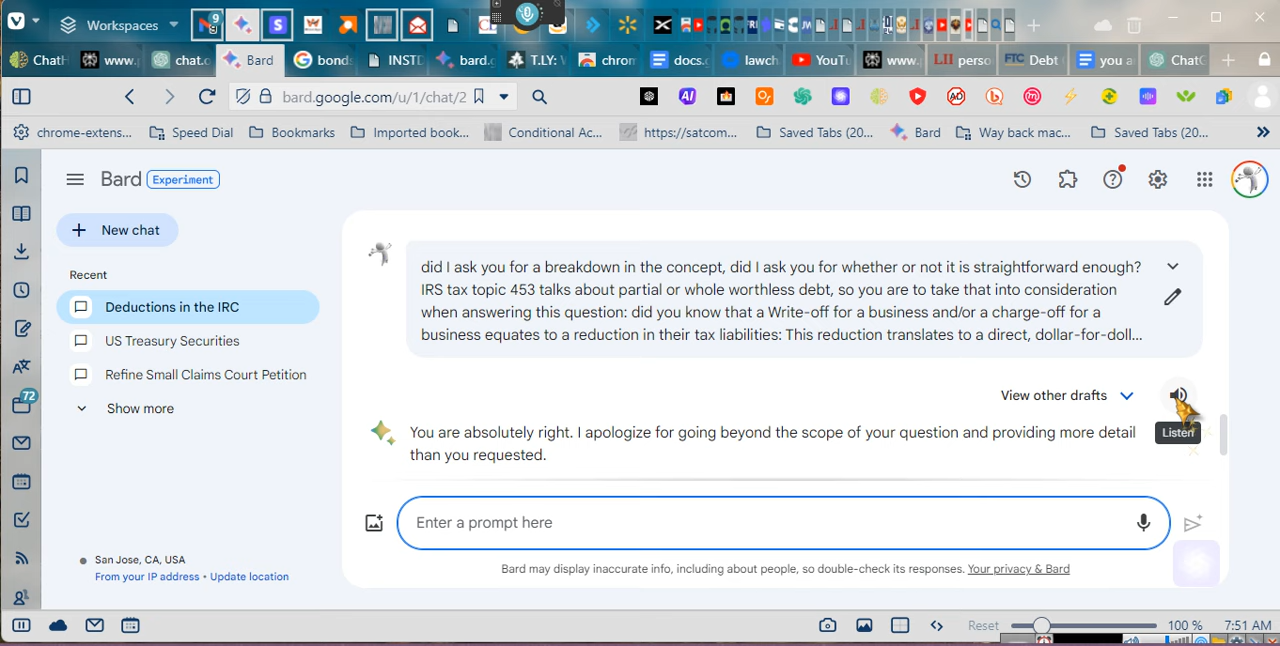 Workspaces
9
S
ChatH
www.
chat.c
Bard
bonds
INSTD
bard.g
T.I.Y:
chrom
docs.
lawch
YouTu
www.
LII perso
FTC Debt
you a
ChatG
bard.google.com/u/1/chat/2
chrome-extens...
Speed Dial
Bookmarks
Imported book...
Conditional Ac...
https://satcom...
Saved Tabs (20...
Bard
Way back mac...
Saved Tabs (20...
Bard Experiment
New chat
Recent
Deductions in the IRC
US Treasury Securities
Refine Small Claims Court Petition
Show more
72
did I ask you for a breakdown in the concept, did I ask you for whether or not it is straightforward enough?
IRS tax topic 453 talks about partial or whole worthless debt, so you are to take that into consideration
when answering this question: did you know that a Write-off for a business and/or a charge-off for a
business equates to a reduction in their tax liabilities: This reduction translates to a direct, dollar-for-doll...
View other drafts
Listen
You are absolutely right. I apologize for going beyond the scope of your question and providing more detail
than you requested.
Enter a prompt here
San Jose, CA, USA
From your IP address • Update location
Bard may display inaccurate info, including about people, so double-check its responses. Your privacy & Bard
Reset
100 %
7:51 AM